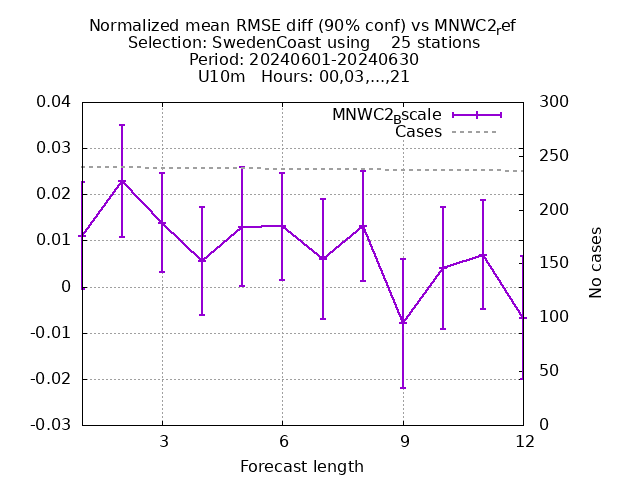 Normalized mean RMSE diff (90% conf) vs MNWC2ref
Selection: SwedenCoast using 25 stations
Period: 20240601-20240630
U10m Hours: 00,03,...,21
MNWC2Bscale
Cases
0.04
0.03
0.02
0.01
0
-0.01
-0.02
-0.03
300
250
200
150
100
50
0
No cases
3 6 9 12
Forecast length